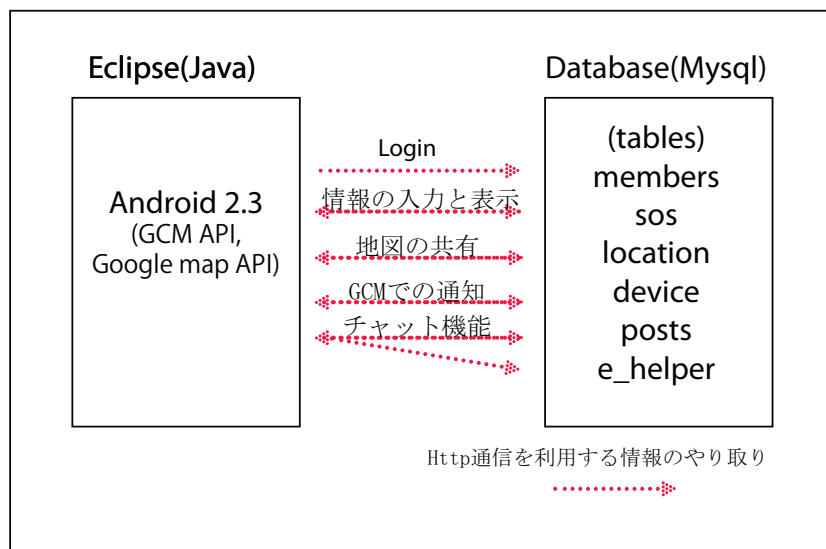 Eclipse(Java)
Database(Mysql)
Android 2.3
(GCM API,
Google map API)
Login
情報の入力と表示
地図の共有
GCMでの通知
チャット機能
(tables)
members
sos
location
device
posts
e_helper
Http通信を利用する情報のやり取り